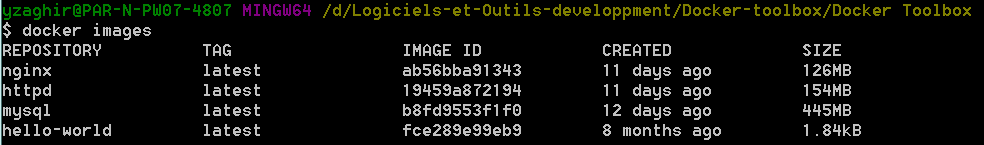 yzaghir@PAR-N-PW07-4807 MINGW64 /d/Logiciels-et-Outils-developpment/Docker-toolbox/Docker Toolbox
$ docker images
REPOSITORY TAG IMAGE ID CREATED SIZE
nginx latest ab56bba91343 11 days ago 126MB
httpd latest 19459a872194 11 days ago 154MB
mysql latest b8fd9553f1f0 12 days ago 445MB
hello-world latest fce289e99eb9 8 months ago 1.84kB